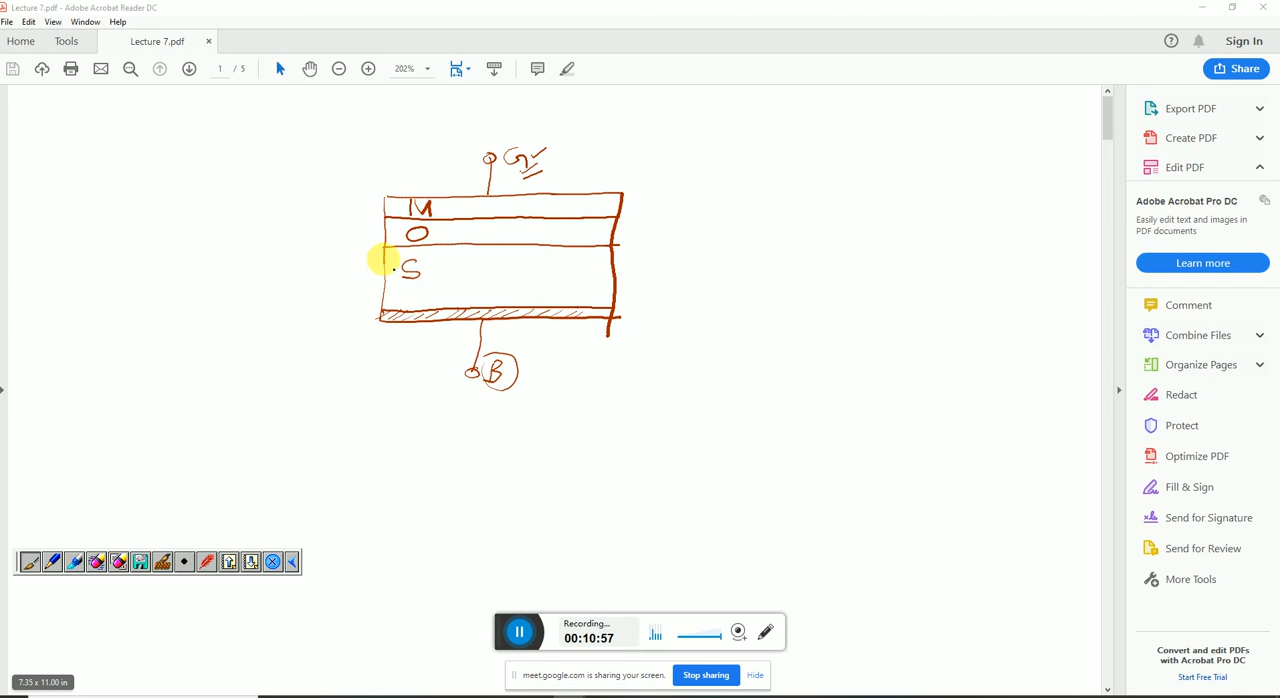 Lecture 7.pdf - Adobe Acrobat Reader DC
File Edit View Window Help
Home Tools Lecture 7.pdf × Sign In
1 / 5 202% Share
G
M
O
S
B
Export PDF
Create PDF
Edit PDF
Adobe Acrobat Pro DC
Easily edit text and images in
PDF documents
Learn more
Comment
Combine Files
Organize Pages
Redact
Protect
Optimize PDF
Fill & Sign
Send for Signature
Send for Review
More Tools
Convert and edit PDFs
with Acrobat Pro DC
Start Free Trial
Recording...
00:10:57
meet.google.com is sharing your screen. Stop sharing Hide
7.35 x 11.00 in